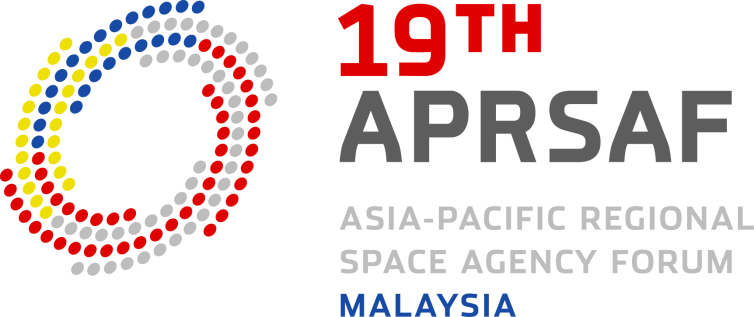 19TH
APRSAF
ASIA-PACIFIC REGIONAL
SPACE AGENCY FORUM
MALAYSIA